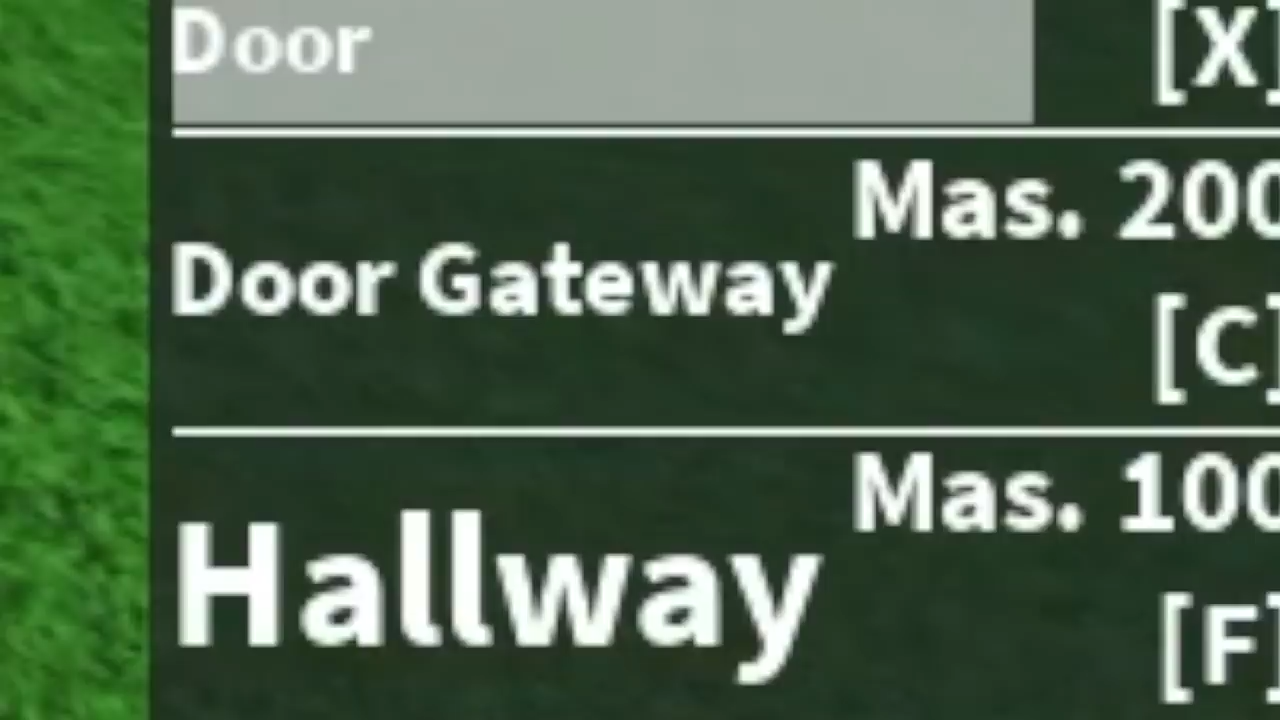 Door [X]
Mas. 200
Door Gateway
[C]
Mas. 100
Hallway
[F]